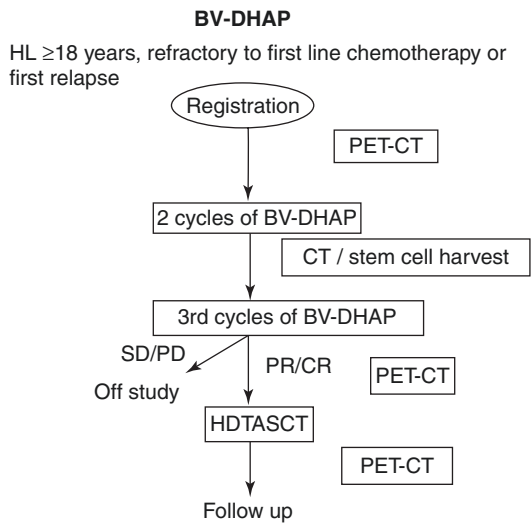 BV-DHAP
HL ≥18 years, refractory to first line chemotherapy or
first relapse
Registration
PET-CT
2 cycles of BV-DHAP
CT / stem cell harvest
3rd cycles of BV-DHAP
SD/PD
PR/CR
PET-CT
Off study
HDTASCT
PET-CT
Follow up